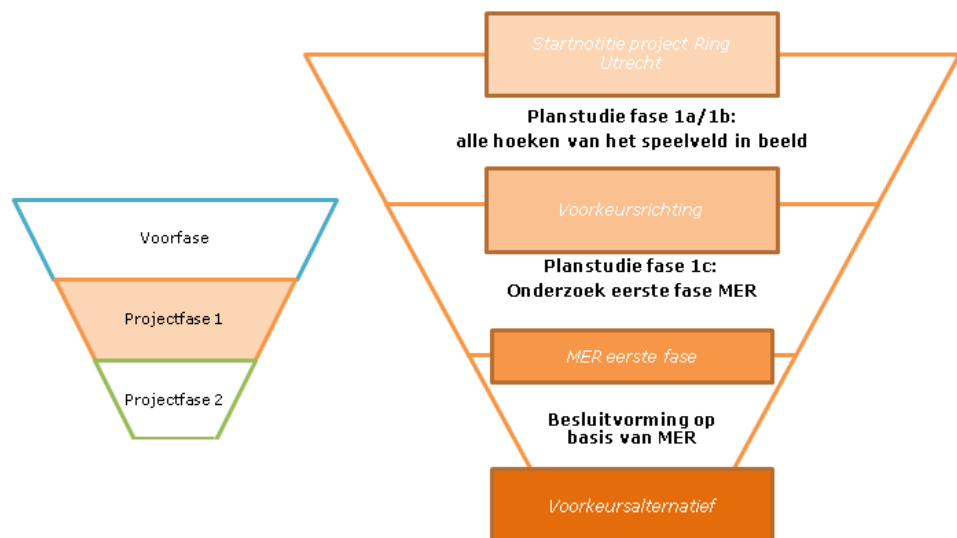 Voorfase
Projectfase 1
Projectfase 2
Startnotitie project Ring
Utrecht
Planstudie fase 1a/1b:
alle hoeken van het speelveld in beeld
Voorkeursrichting
Planstudie fase 1c:
Onderzoek eerste fase MER
MER eerste fase
Besluitvorming op
basis van MER
Voorkeursalternatief